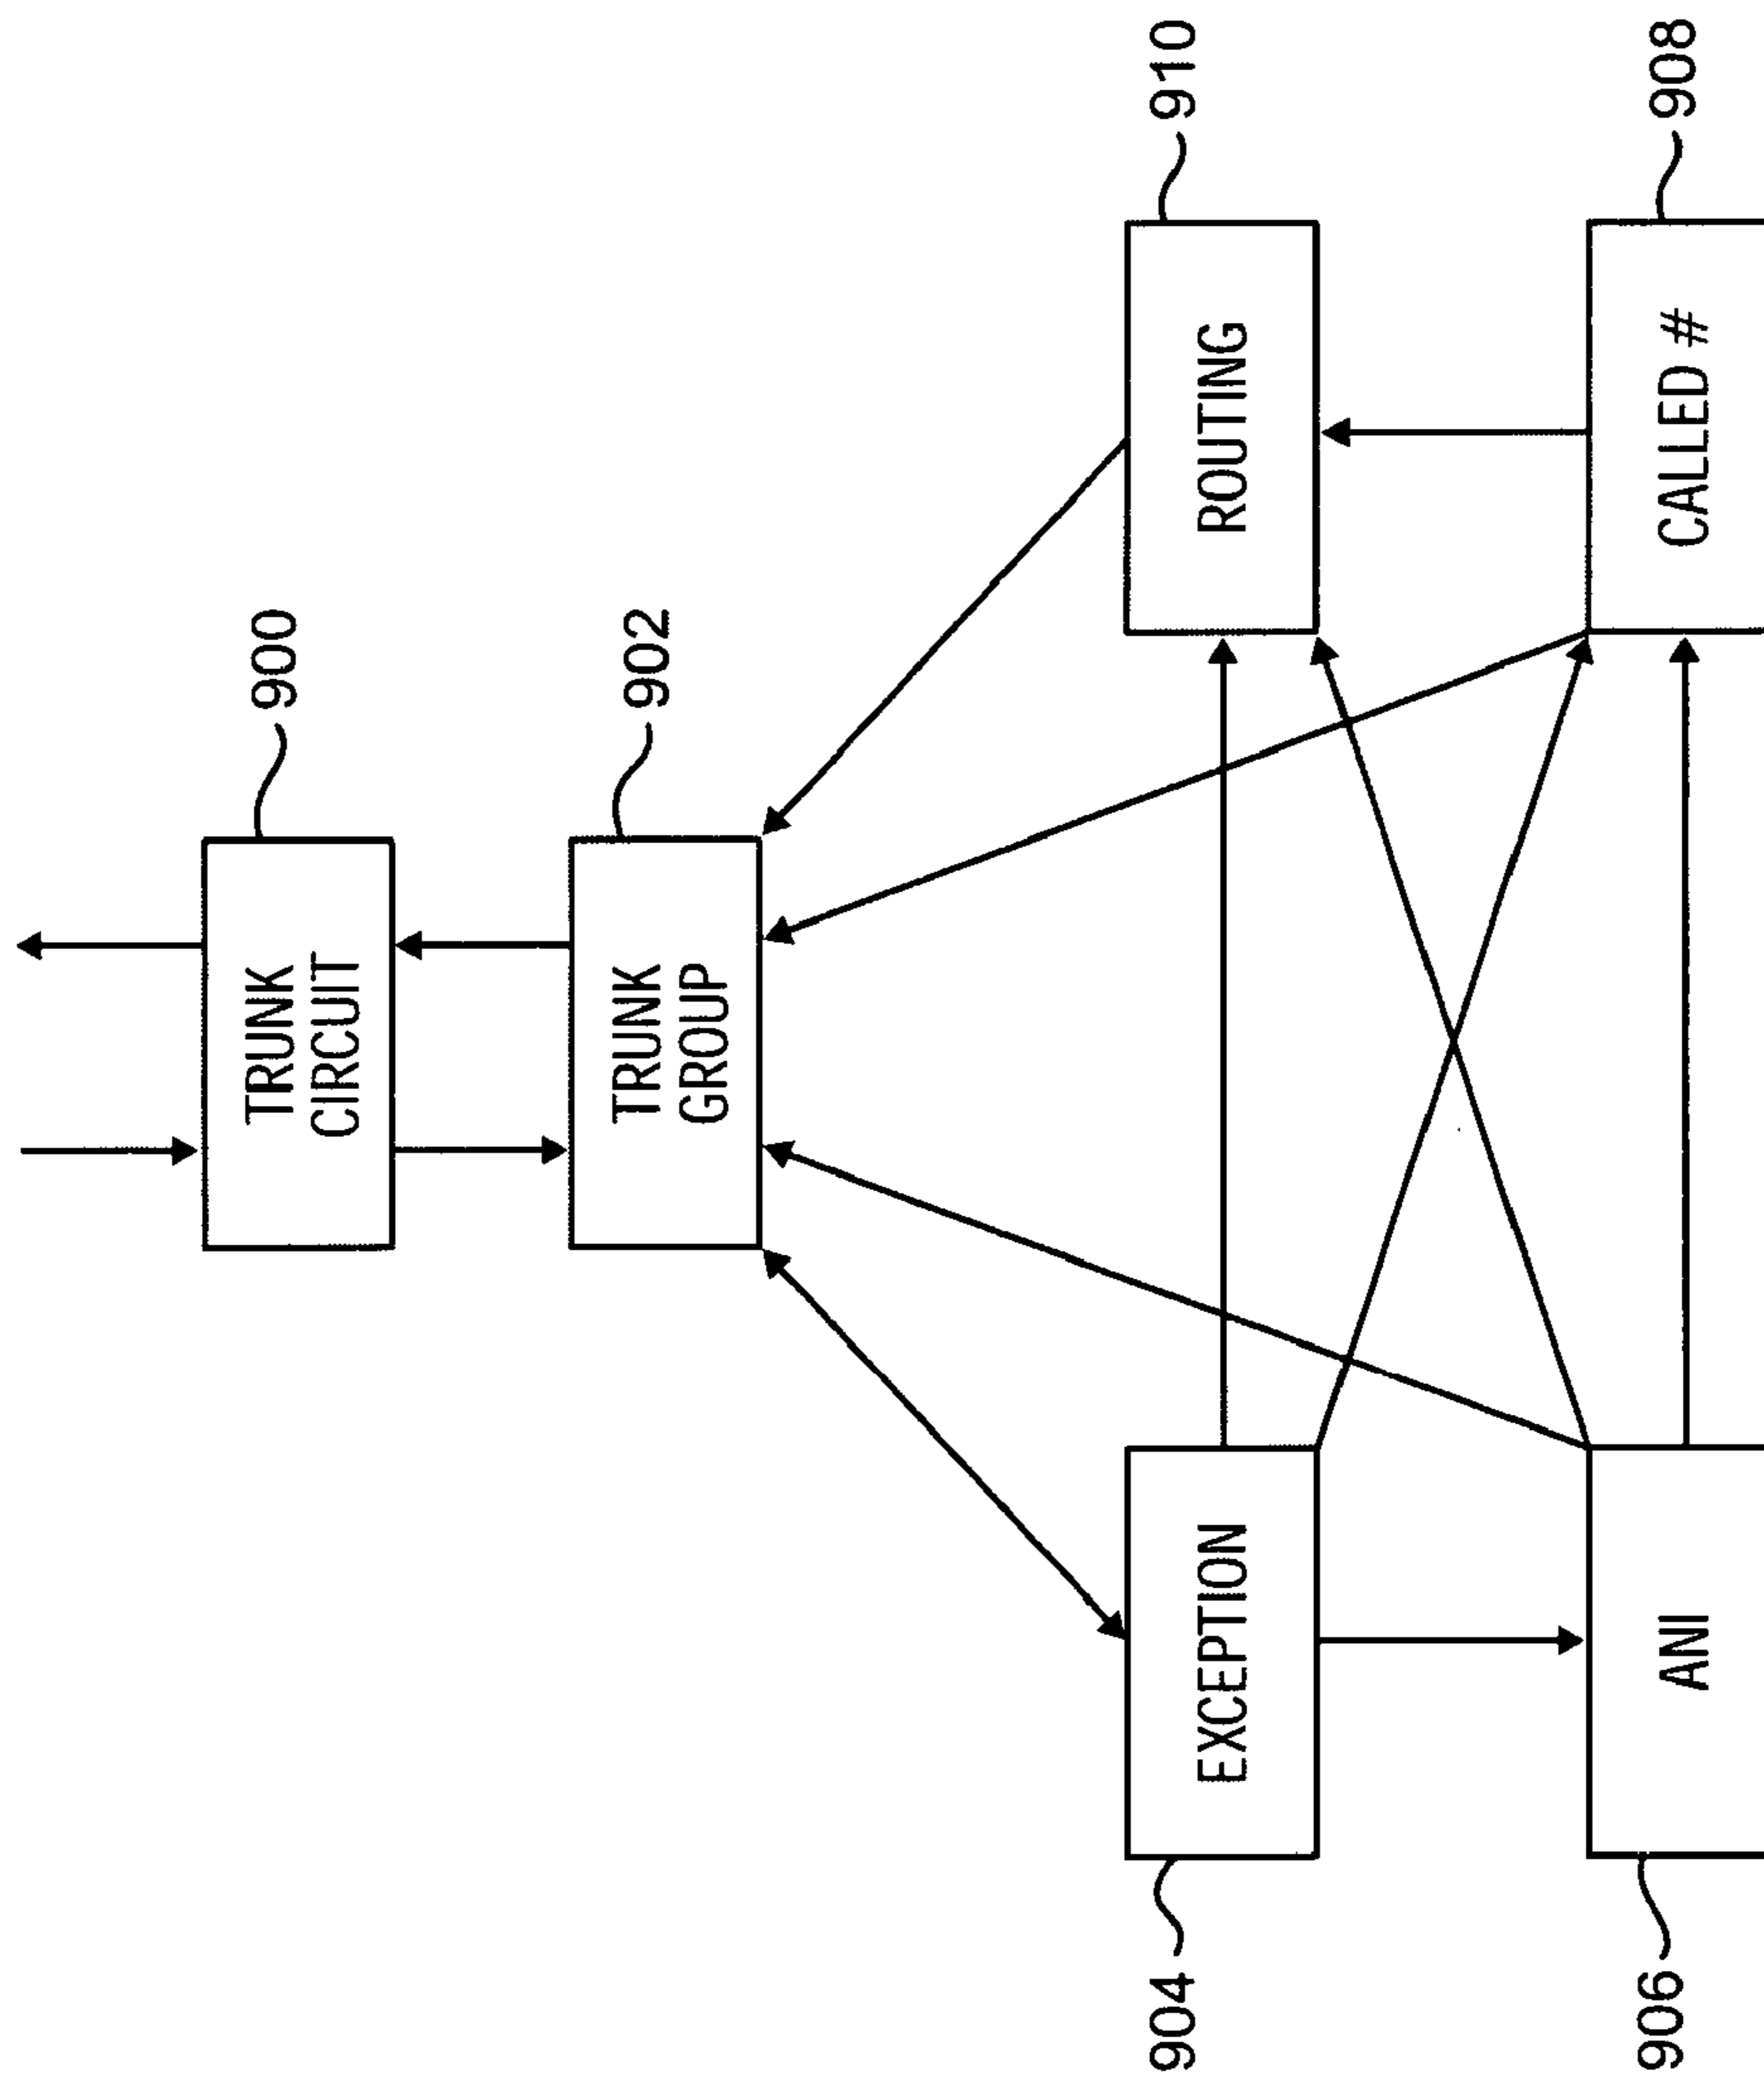 900
TRUNK
CIRCUIT
902
TRUNK
GROUP
904
EXCEPTION
910
ROUTING
906
ANI
908
CALLED #